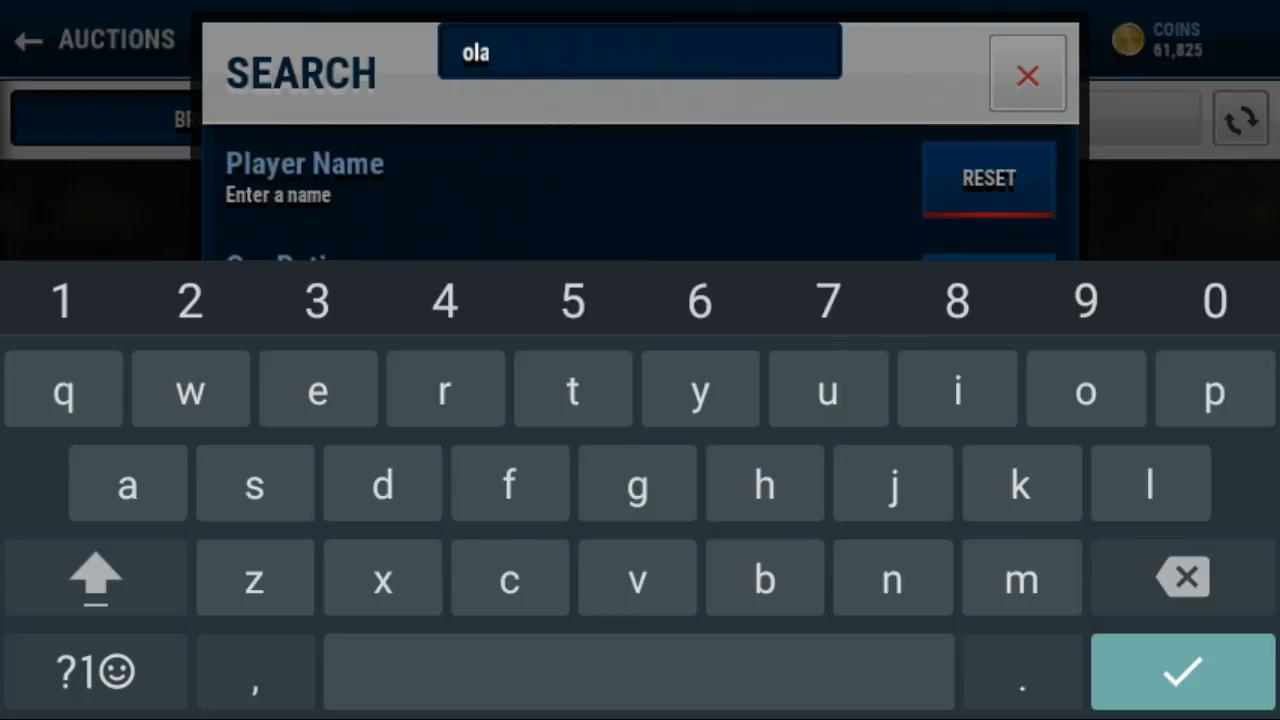 AUCTIONS
SEARCH
ola
COINS
61,825
Player Name
Enter a name
RESET
1 2 3 4 5 6 7 8 9 0
q w e r t y u i o p
a s d f g h j k l
z x c v b n m
?1☺ , .